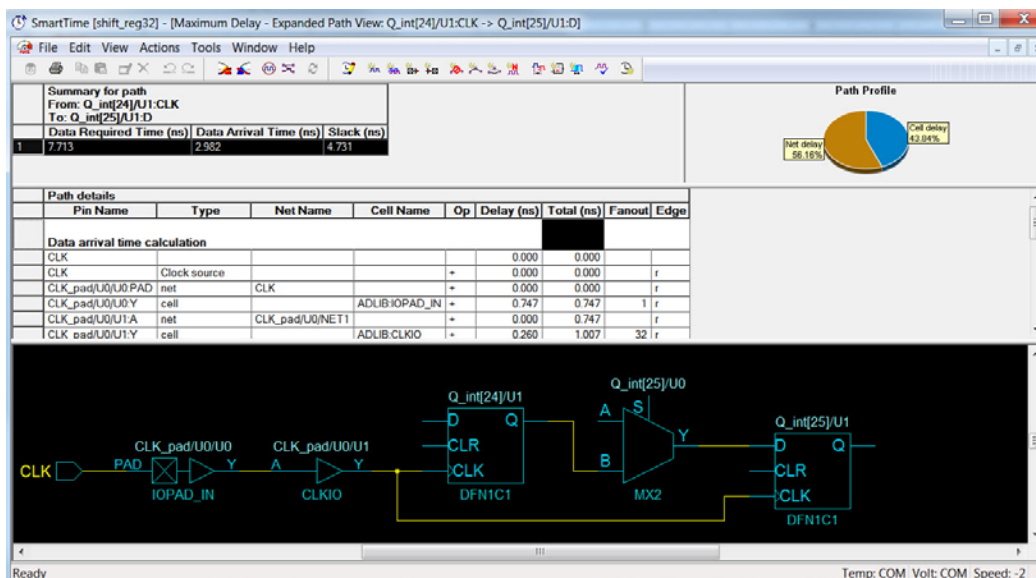 SmartTime [shift_reg32] - [Maximum Delay - Expanded Path View: Q_int[24]/U1:CLK -> Q_int[25]/U1:D]
File Edit View Actions Tools Window Help
Summary for path
From: Q_int[24]/U1:CLK
To: Q_int[25]/U1:D
Data Required Time (ns) Data Arrival Time (ns) Slack (ns)
1 7.713 2.982 4.731
Path Profile
Cell delay
43.84%
Net delay
56.16%
Path details
Pin Name Type Net Name Cell Name Op Delay (ns) Total (ns) Fanout Edge
Data arrival time calculation
CLK 0.000 0.000
CLK Clock source + 0.000 0.000 r
CLK_pad/U0/U0:PAD net CLK + 0.000 0.000 r
CLK_pad/U0/U0:Y cell ADLIB:IOPAD_IN + 0.747 0.747 1 r
CLK_pad/U0/U1:A net CLK_pad/U0/NET1 + 0.000 0.747 r
CLK_pad/U0/U1:Y cell ADLIB:CLKIO + 0.260 1.007 32 r
Q_int[25]/U0
Q_int[24]/U1
A S
Q_int[25]/U1
D Q
Y
D Q
CLK_pad/U0/U0 CLK_pad/U0/U1
CLR
B
CLK PAD Y A Y CLK
CLR
IOPAD_IN CLKIO DFN1C1 MX2
CLK
DFN1C1
Ready Temp: COM Volt: COM Speed: -2